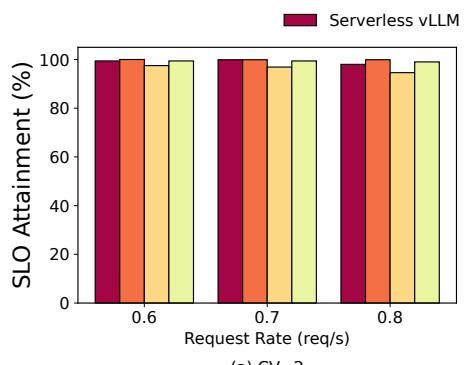 Serverless vLLM
SLO Attainment (%)
100
80
60
40
20
0
0.6 0.7 0.8
Request Rate (req/s)